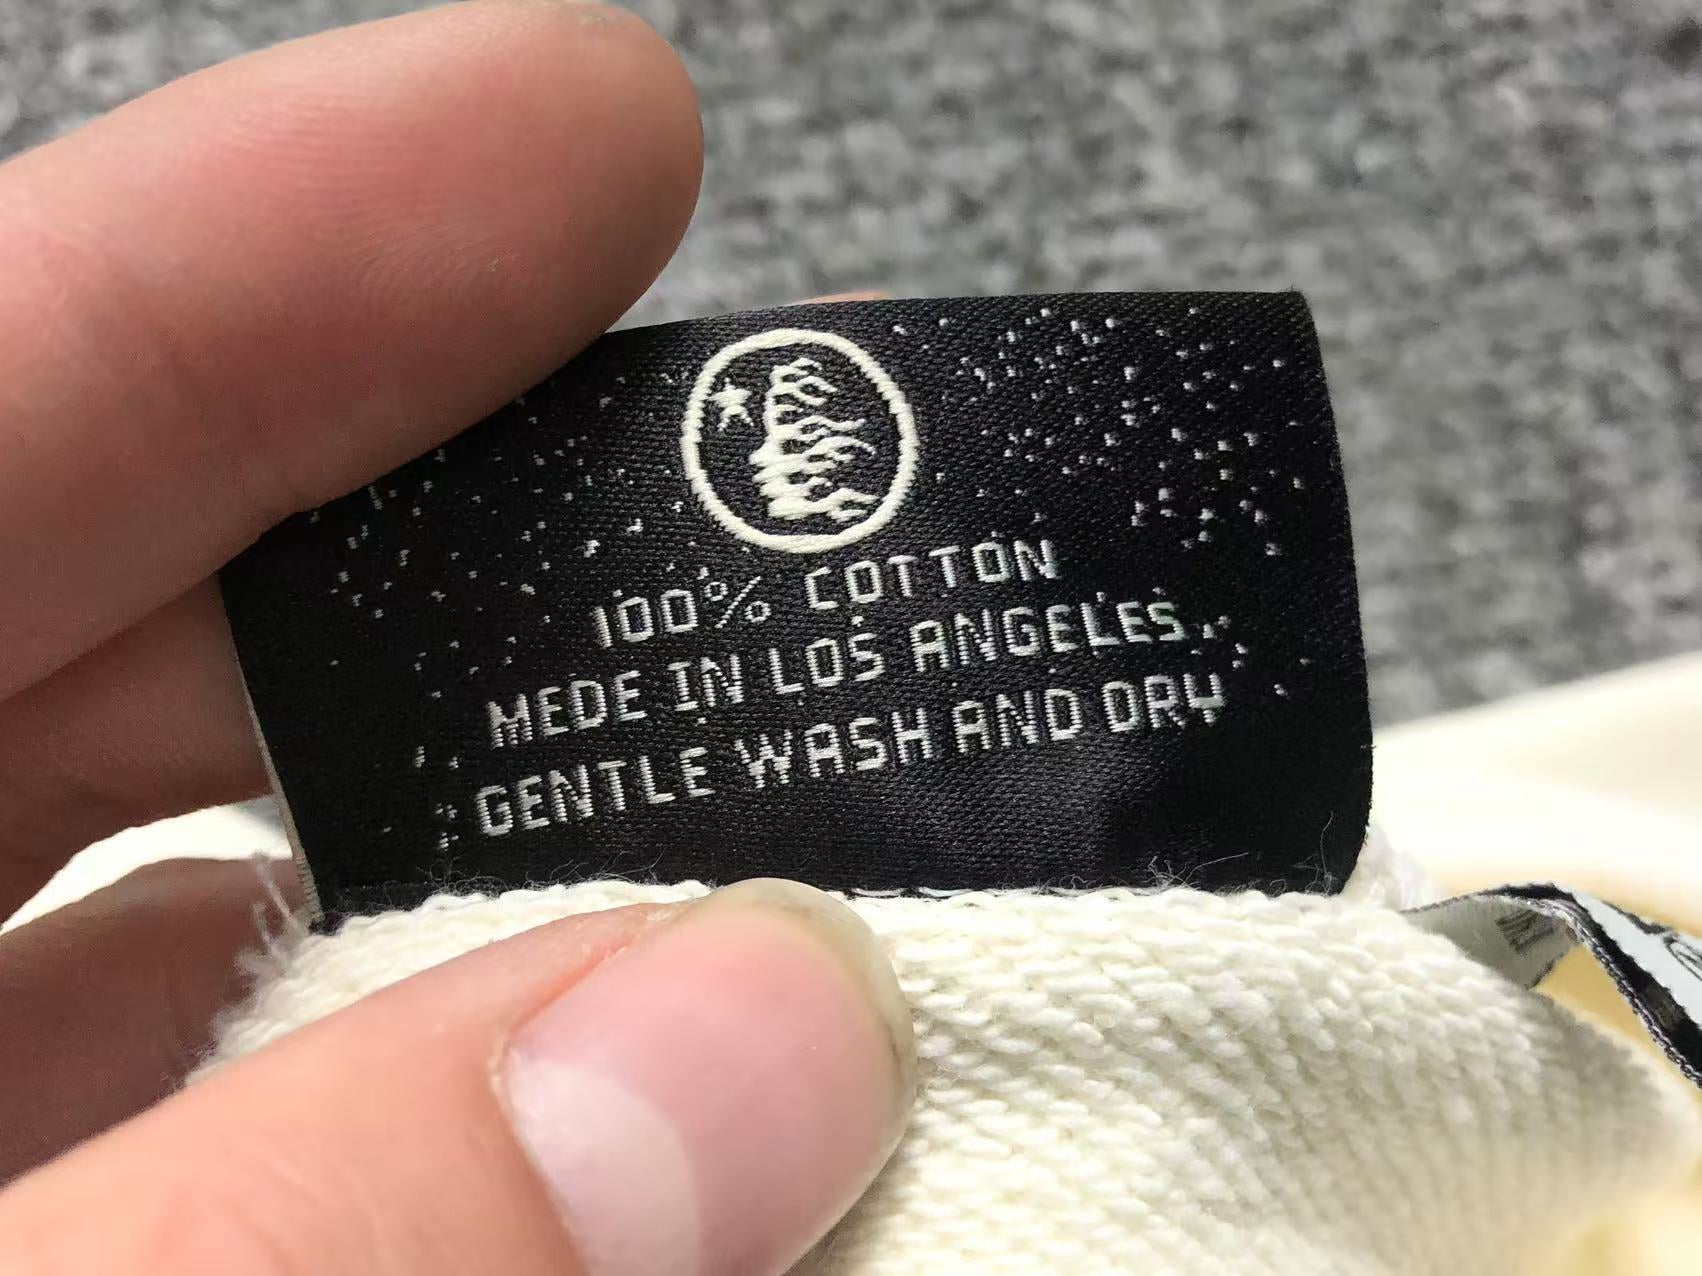 100% COTTON
MEDE IN LOS ANGELES
GENTLE WASH AND DRY